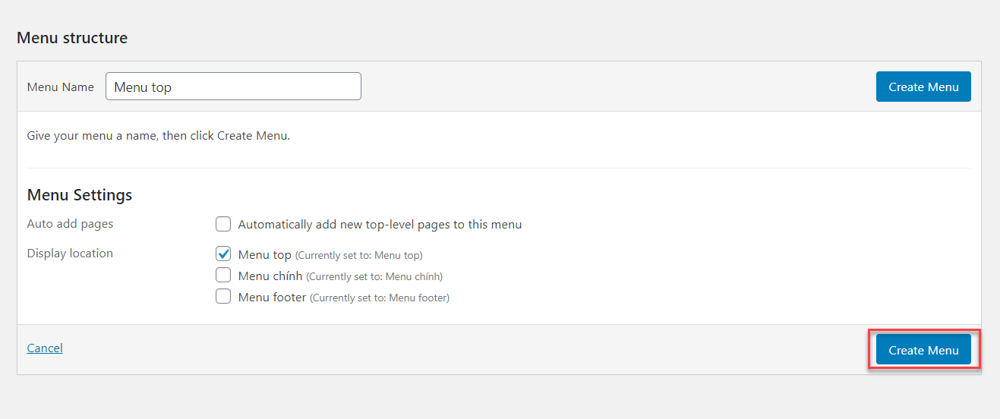 Menu structure
Menu Name Menu top Create Menu
Give your menu a name, then click Create Menu.
Menu Settings
Auto add pages Automatically add new top-level pages to this menu
Display location Menu top (Currently set to: Menu top)
Menu chính (Currently set to: Menu chính)
Menu footer (Currently set to: Menu footer)
Cancel Create Menu